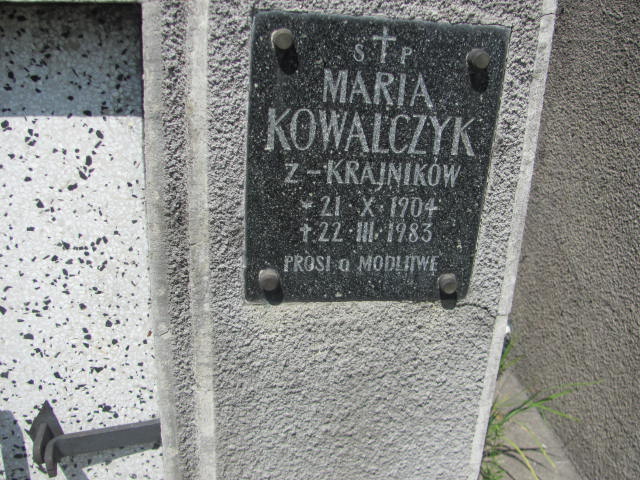 S✝P
MARIA
KOWALCZYK
Z-KRAJNIKÓW
* 21·X·1904
✝22·III·1983
PROSI O MODLITWĘ